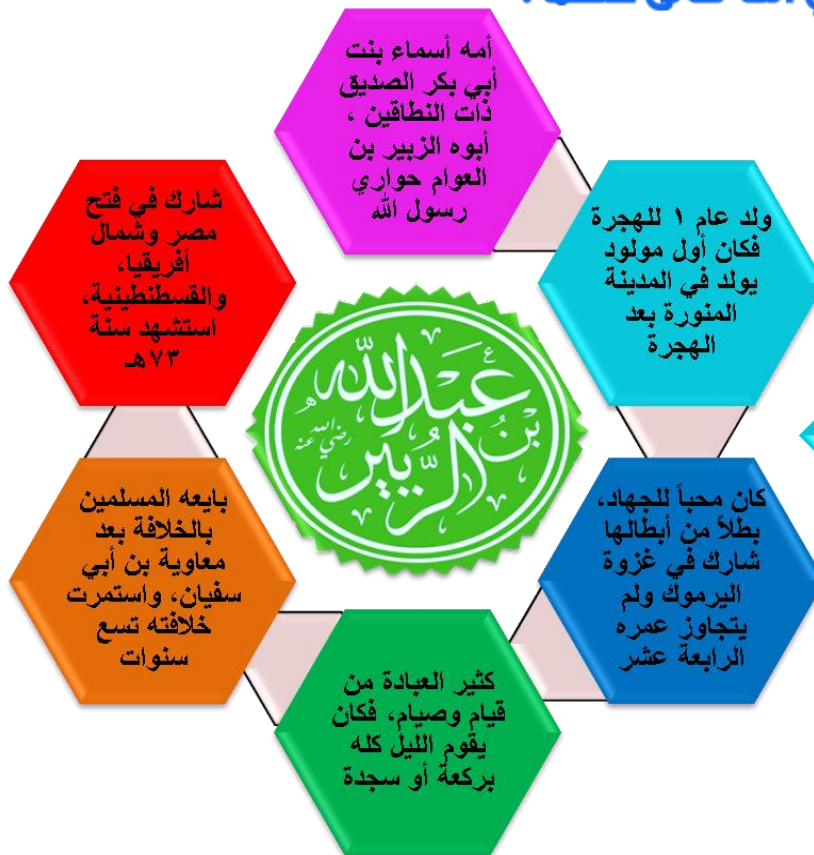 أمه أسماء بنت
أبي بكر الصديق
ذات النطاقين ،
أبوه الزبير بن
العوام حواري
رسول الله
ولد عام ١ للهجرة
فكان أول مولود
يولد في المدينة
المنورة بعد
الهجرة
كان محباً للجهاد،
بطلاً من أبطالها
شارك في غزوة
اليرموك ولم
يتجاوز عمره
الرابعة عشر
كثير العبادة من
قيام وصيام، فكان
يقوم الليل كله
بركعة أو سجدة
بايعه المسلمين
بالخلافة بعد
معاوية بن أبي
سفيان، واستمرت
خلافته تسع
سنوات
شارك في فتح
مصر وشمال
أفريقيا،
والقسطنطينية،
استشهد سنة
٧٣هـ
عبدالله
بن
الزبير
رضي الله عنه